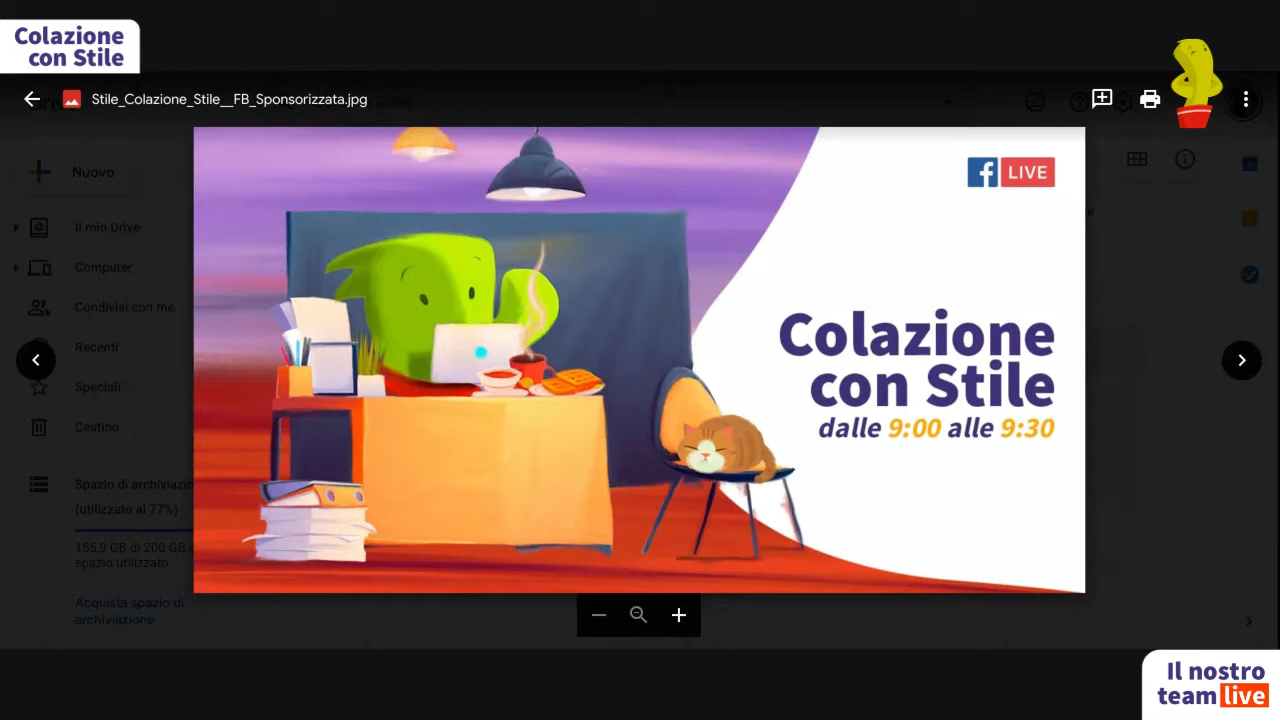 Colazione
con Stile
Stile_Colazione_Stile__FB_Sponsorizzata.jpg
Drive
Nuovo
Il mio Drive
Computer
Condivisi con me
Recenti
Speciali
Cestino
Spazio di archiviazio
(utilizzato al 77%)
155,9 GB di 200 GB
spazio utilizzato
Acquista spazio di
archiviazione
f LIVE
Colazione
con Stile
dalle 9:00 alle 9:30
Il nostro
team live